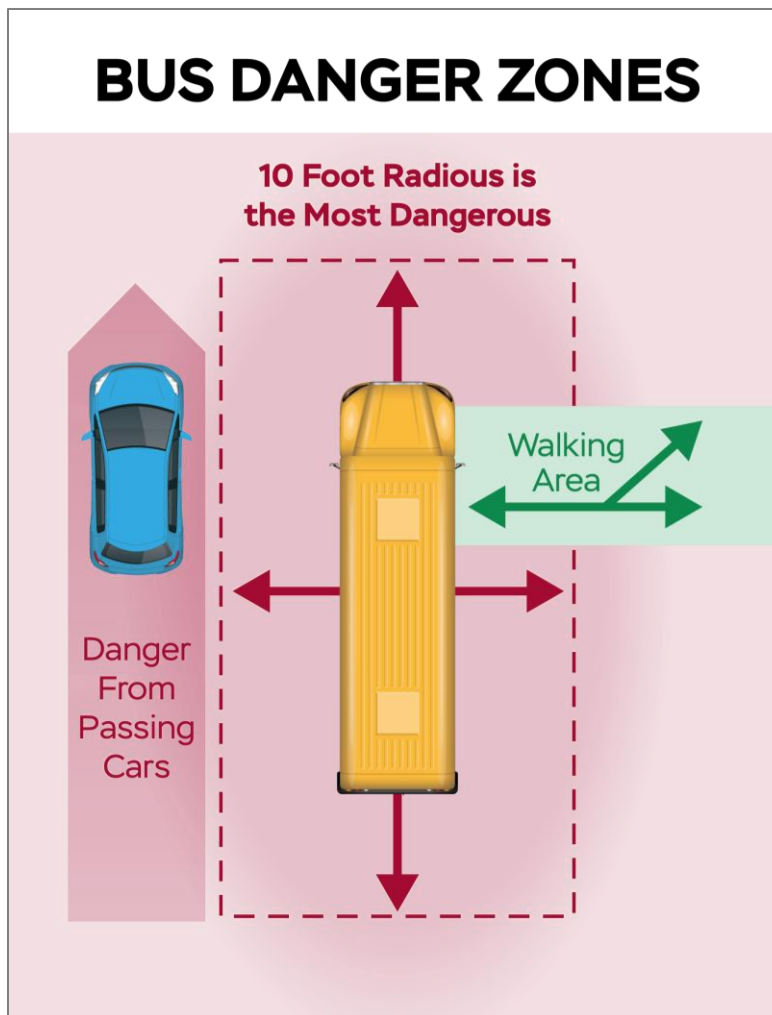 BUS DANGER ZONES
10 Foot Radious is
the Most Dangerous
Walking
Area
Danger
From
Passing
Cars